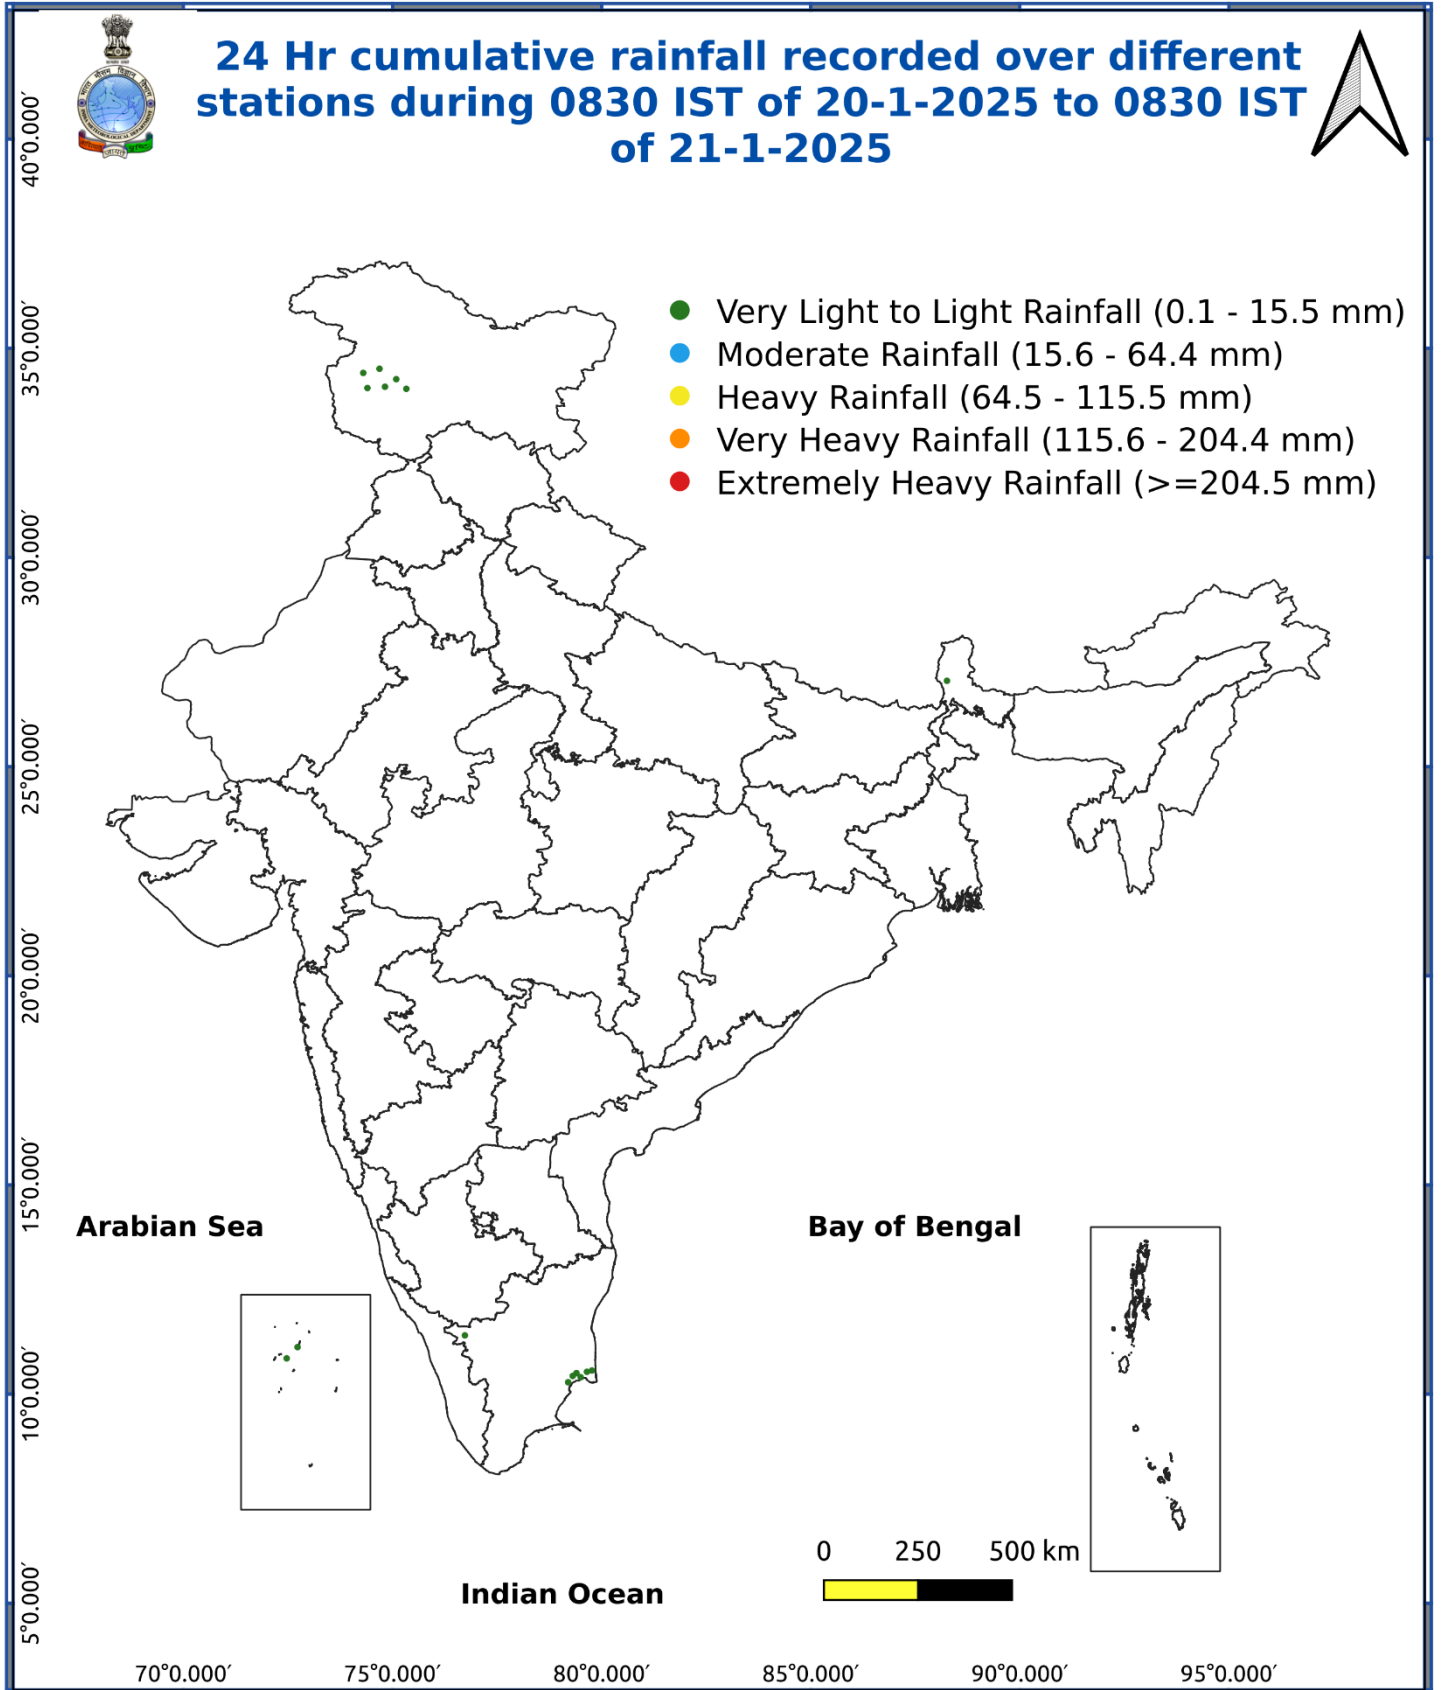 24 Hr cumulative rainfall recorded over different
stations during 0830 IST of 20-1-2025 to 0830 IST
of 21-1-2025
Very Light to Light Rainfall (0.1 - 15.5 mm)
Moderate Rainfall (15.6 - 64.4 mm)
Heavy Rainfall (64.5 - 115.5 mm)
Very Heavy Rainfall (115.6 - 204.4 mm)
Extremely Heavy Rainfall (>=204.5 mm)
40°0.000′
35°0.000′
30°0.000′
25°0.000′
20°0.000′
15°0.000′
10°0.000′
5°0.000′
Arabian Sea
Bay of Bengal
Indian Ocean
0 250 500 km
70°0.000′ 75°0.000′ 80°0.000′ 85°0.000′ 90°0.000′ 95°0.000′